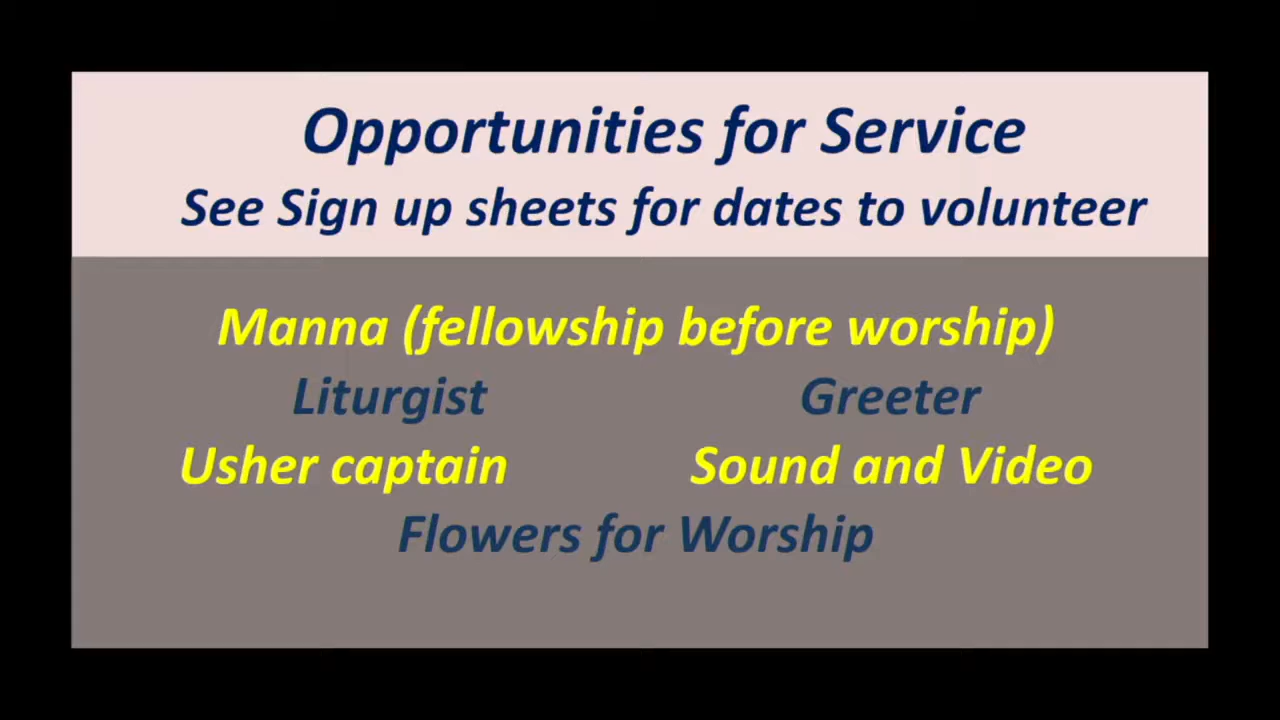 Opportunities for Service
See Sign up sheets for dates to volunteer
Manna (fellowship before worship)
Liturgist Greeter
Usher captain Sound and Video
Flowers for Worship